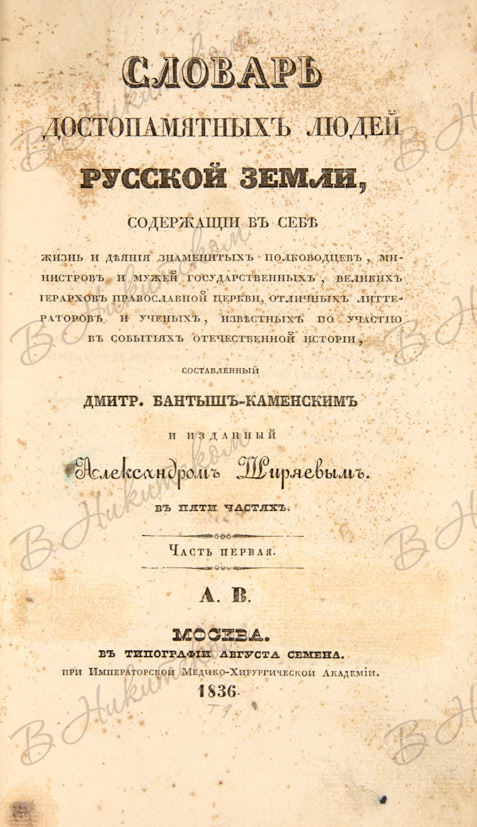 СЛОВАРЬ
ДОСТОПАМЯТНЫХЪ ЛЮДЕЙ
РУССКОЙ ЗЕМЛИ,
СОДЕРЖАЩІЙ ВЪ СЕБѢ
ЖИЗНЬ И ДѢЯНІЯ ЗНАМЕНИТЫХЪ ПОЛКОВОДЦЕВЪ, МИ-
НИСТРОВЪ И МУЖЕЙ ГОСУДАРСТВЕННЫХЪ, ВЕЛИКИХЪ
ІЕРАРХОВЪ ПРАВОСЛАВНОЙ ЦЕРКВИ, ОТЛИЧНЫХЪ ЛИТТЕ-
РАТОРОВЪ И УЧЕНЫХЪ, ИЗВѢСТНЫХЪ ПО УЧАСТІЮ
ВЪ СОБЫТІЯХЪ ОТЕЧЕСТВЕННОЙ ИСТОРІИ,
СОСТАВЛЕННЫЙ
ДМИТР. БАНТЫШЪ-КАМЕНСКИМЪ
И ИЗДАННЫЙ
Александромъ Ширяевымъ.
ВЪ ПЯТИ ЧАСТЯХЪ.
ЧАСТЬ ПЕРВАЯ.
А. В.
МОСКВА.
ВЪ ТИПОГРАФІИ АВГУСТА СЕМЕНА.
ПРИ ИМПЕРАТОРСКОЙ МЕДИКО-ХИРУРГИЧЕСКОЙ АКАДЕМІИ.
1836.
В. Никитский